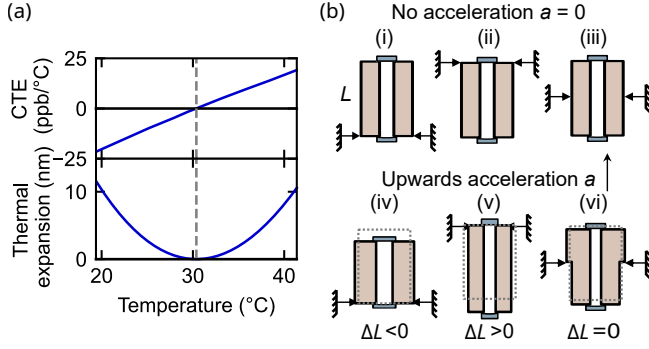 (a)
25
0
−25
CTE
(ppb/°C)
10
0
Thermal
expansion (nm)
20
30
40
Temperature (°C)
(b)
No acceleration a = 0
(i)
(ii)
(iii)
L
Upwards acceleration a
(iv)
(v)
(vi)
ΔL<0
ΔL>0
ΔL=0